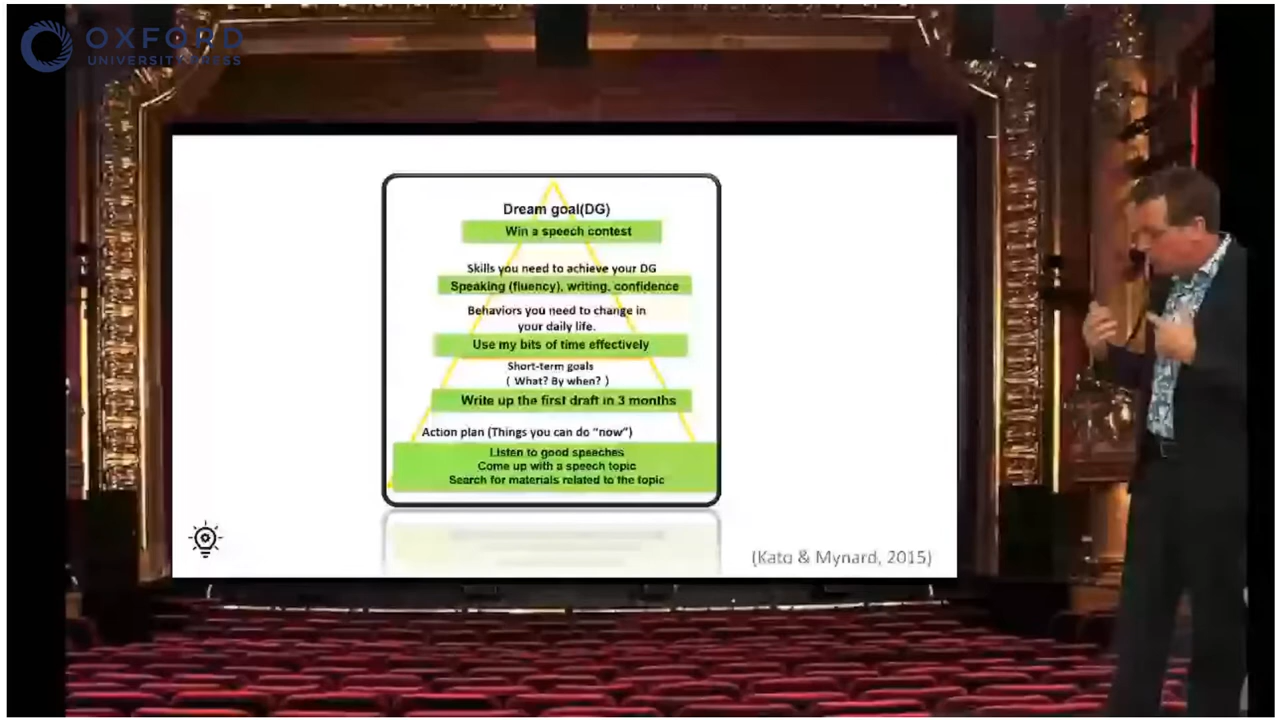 OXFORD
UNIVERSITY PRESS
Dream goal(DG)
Win a speech contest
Skills you need to achieve your DG
Speaking (fluency), writing, confidence
Behaviors you need to change in
your daily life.
Use my bits of time effectively
Short-term goals
( What? By when? )
Write up the first draft in 3 months
Action plan (Things you can do “now”)
Listen to good speeches
Come up with a speech topic
Search for materials related to the topic
(Kato & Mynard, 2015)